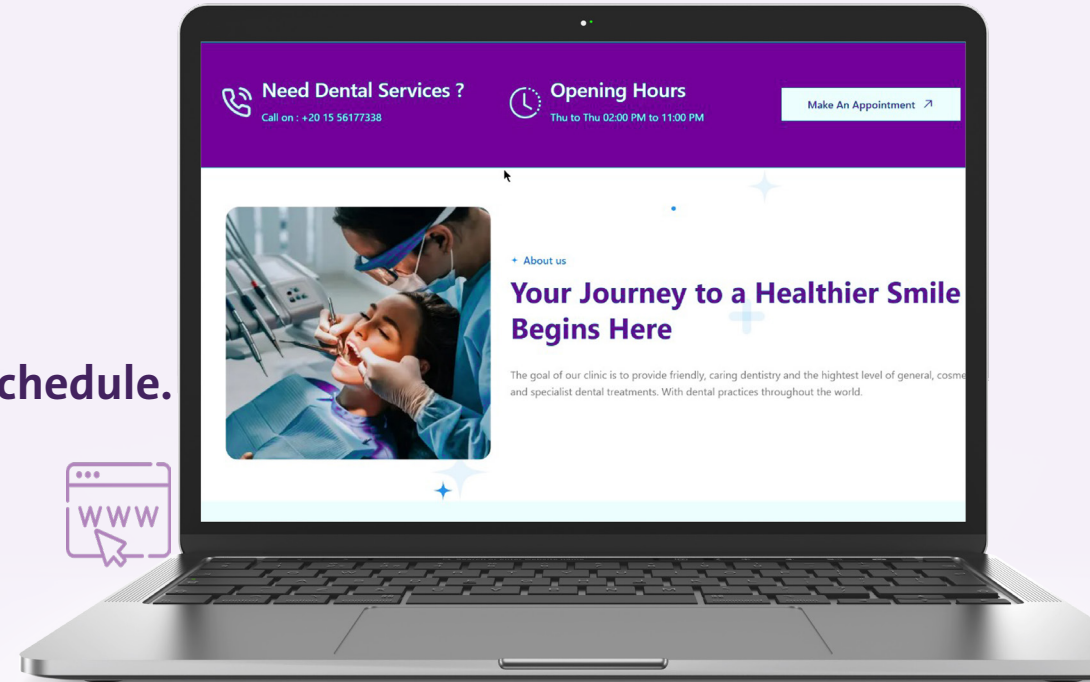 Need Dental Services ?
Call on : +20 15 56177338
Opening Hours
Thu to Thu 02:00 PM to 11:00 PM
Make An Appointment
About us
Your Journey to a Healthier Smile
Begins Here
The goal of our clinic is to provide friendly, caring dentistry and the hightest level of general, cosme
and specialist dental treatments. With dental practices throughout the world.
chedule.
WWW